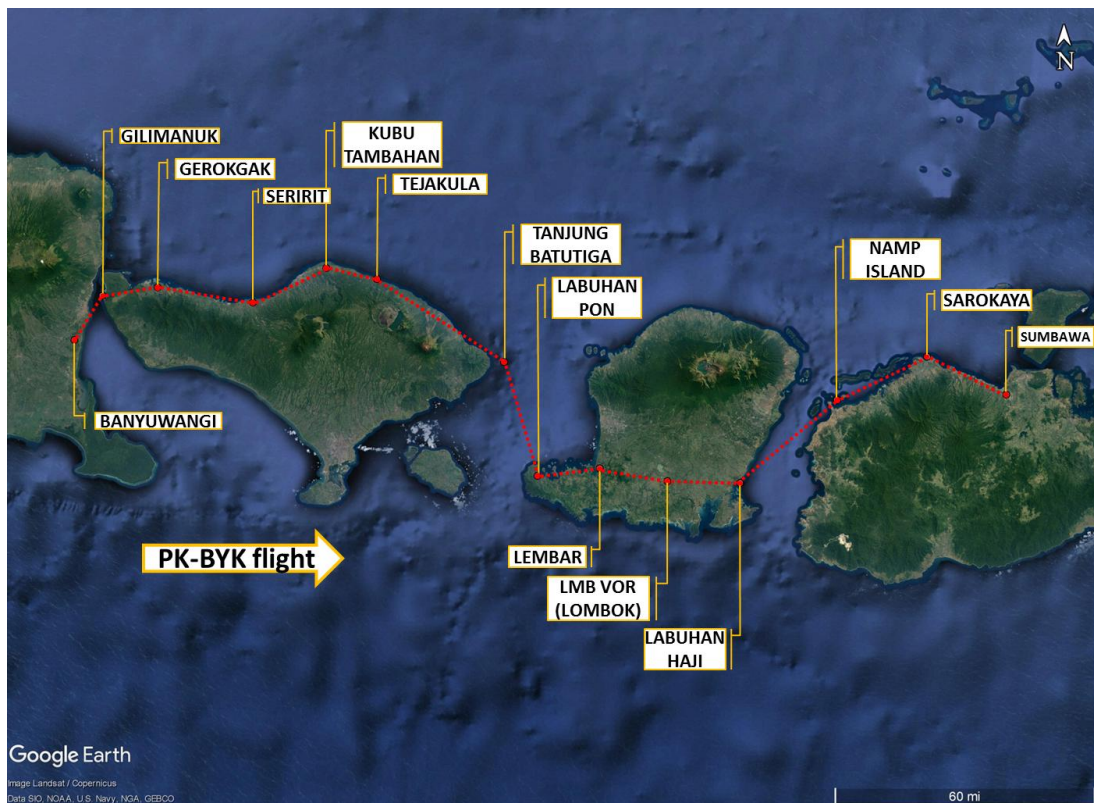 N
GILIMANUK
GEROKGAK
SERIRIT
KUBU
TAMBAHAN
TEJAKULA
TANJUNG
BATUTIGA
LABUHAN
PON
NAMP
ISLAND
SAROKAYA
SUMBAWA
BANYUWANGI
PK-BYK flight
LEMBAR
LMB VOR
(LOMBOK)
LABUHAN
HAJI
Google Earth
Image Landsat / Copernicus
Data SIO, NOAA, U.S. Navy, NGA, GEBCO
60 mi